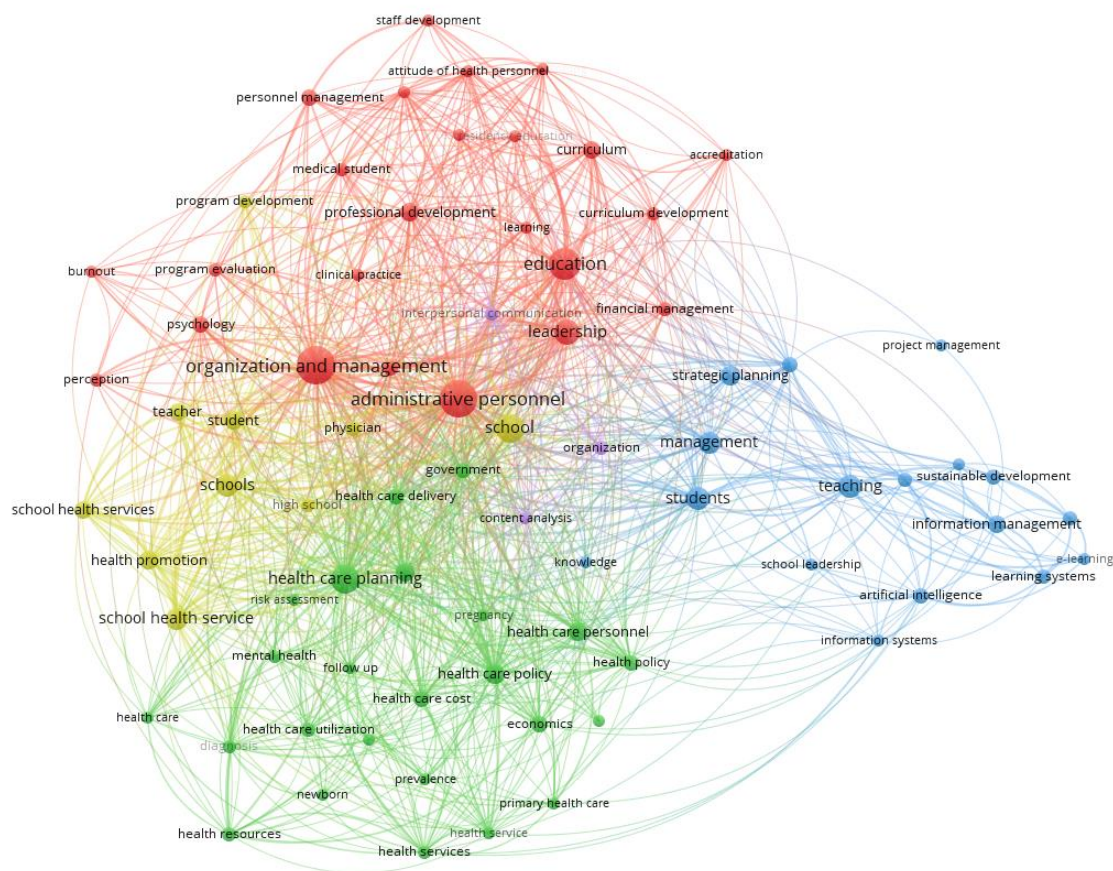 staff development
attitude of health personnel
personnel management
residency education
curriculum
accreditation
medical student
program development
professional development
curriculum development
learning
education
burnout
program evaluation
clinical practice
interpersonal communication
financial management
psychology
leadership
project management
organization and management
strategic planning
perception
administrative personnel
teacher
student
physician
school
management
organization
government
sustainable development
schools
health care delivery
students
teaching
high school
school health services
content analysis
information management
health promotion
knowledge
school leadership
e-learning
health care planning
learning systems
risk assessment
artificial intelligence
school health service
pregnancy
health care personnel
information systems
mental health
follow up
health care policy
health policy
health care cost
health care
health care utilization
economics
diagnosis
prevalence
newborn
primary health care
health resources
health service
health services